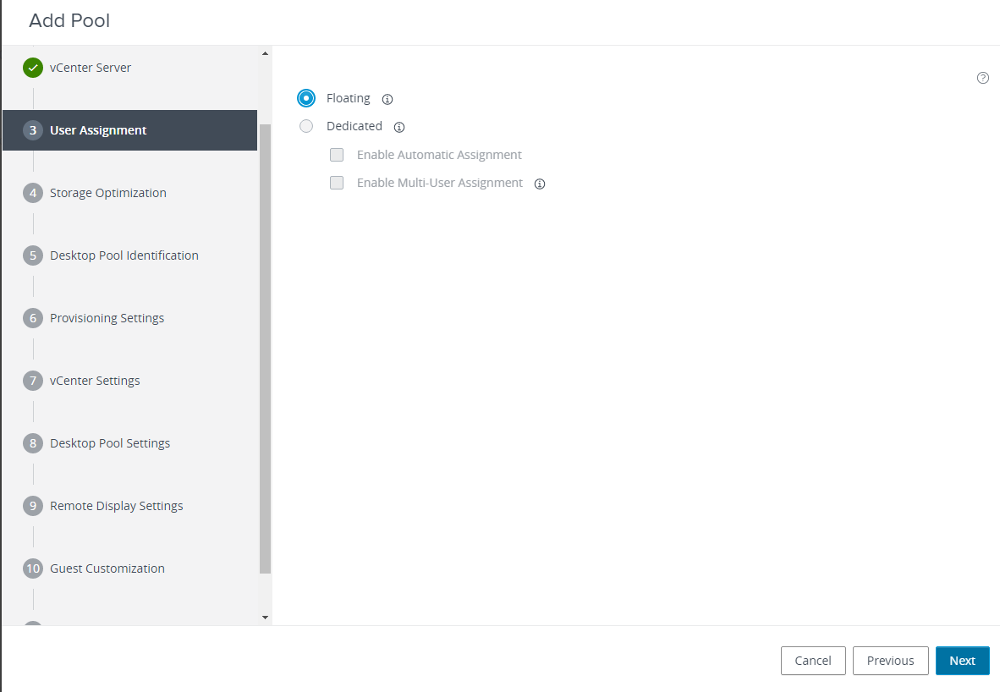 Add Pool
vCenter Server
3 User Assignment
4 Storage Optimization
5 Desktop Pool Identification
6 Provisioning Settings
7 vCenter Settings
8 Desktop Pool Settings
9 Remote Display Settings
10 Guest Customization
Floating
Dedicated
Enable Automatic Assignment
Enable Multi-User Assignment
Cancel Previous Next